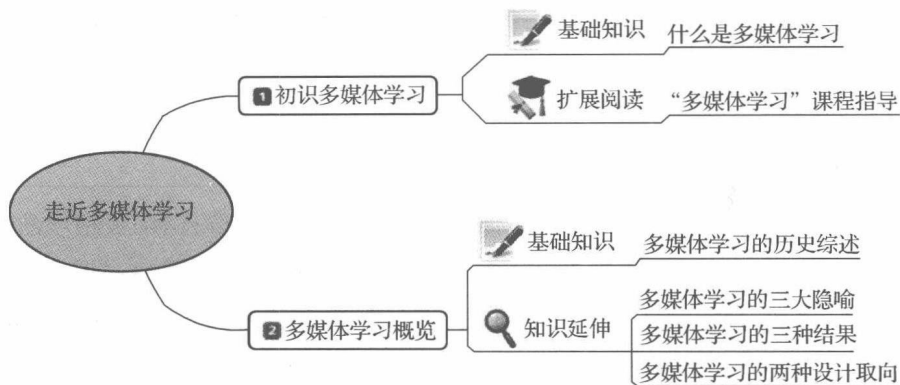 走近多媒体学习
1 初识多媒体学习
基础知识 什么是多媒体学习
扩展阅读 “多媒体学习”课程指导
2 多媒体学习概览
基础知识 多媒体学习的历史综述
知识延伸
多媒体学习的三大隐喻
多媒体学习的三种结果
多媒体学习的两种设计取向